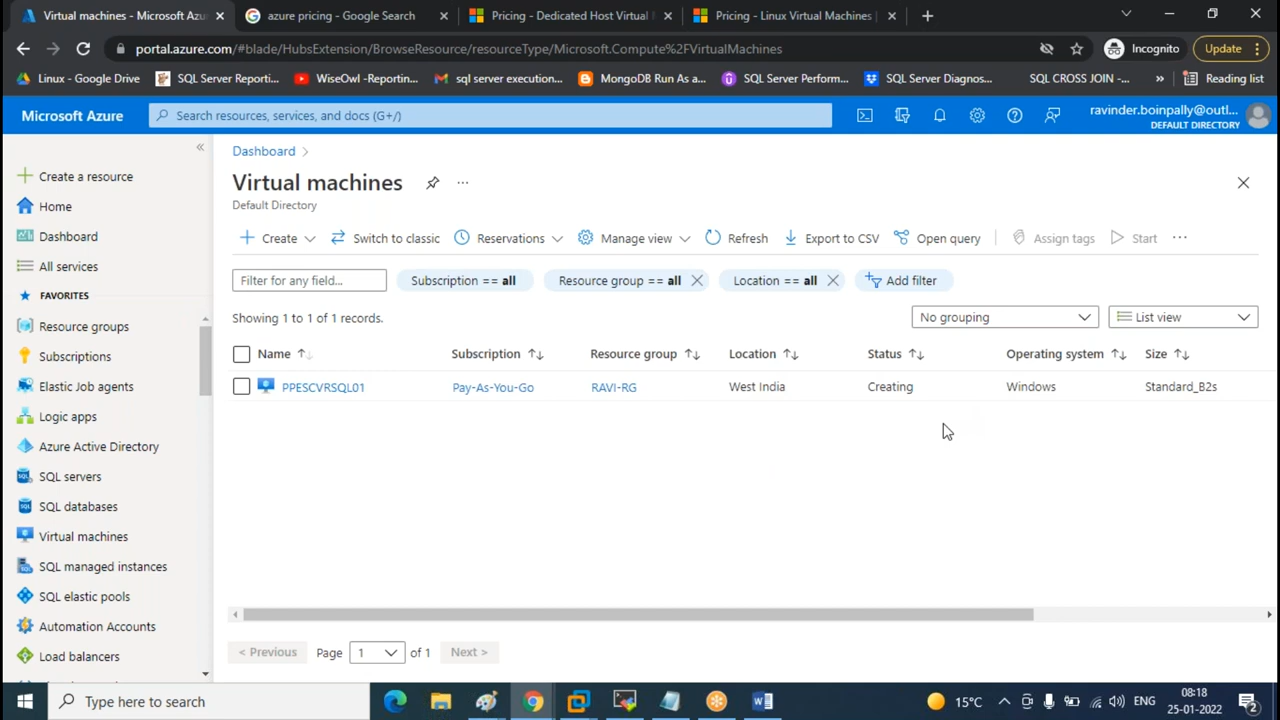 Virtual machines - Microsoft Azu
azure pricing - Google Search
Pricing - Dedicated Host Virtual
Pricing - Linux Virtual Machines
portal.azure.com/#blade/HubsExtension/BrowseResource/resourceType/Microsoft.Compute%2FVirtualMachines
Incognito
Update
Linux - Google Drive
SQL Server Reporti...
WiseOwl -Reportin...
sql server execution...
MongoDB Run As a...
SQL Server Perform...
SQL Server Diagnos...
SQL CROSS JOIN -...
»
Reading list
Microsoft Azure
Search resources, services, and docs (G+/)
ravinder.boinpally@outl...
DEFAULT DIRECTORY
Create a resource
Home
Dashboard
All services
FAVORITES
Resource groups
Subscriptions
Elastic Job agents
Logic apps
Azure Active Directory
SQL servers
SQL databases
Virtual machines
SQL managed instances
SQL elastic pools
Automation Accounts
Load balancers
Dashboard >
Virtual machines ...
Default Directory
Create
Switch to classic
Reservations
Manage view
Refresh
Export to CSV
Open query
Assign tags
Start
...
Filter for any field...
Subscription == all
Resource group == all
Location == all
Add filter
Showing 1 to 1 of 1 records.
No grouping
List view
Name Subscription Resource group Location Status Operating system Size
PPESCVRSQL01 Pay-As-You-Go RAVI-RG West India Creating Windows Standard_B2s
< Previous Page 1 of 1 Next >
Type here to search
15°C
ENG
08:18
25-01-2022
2